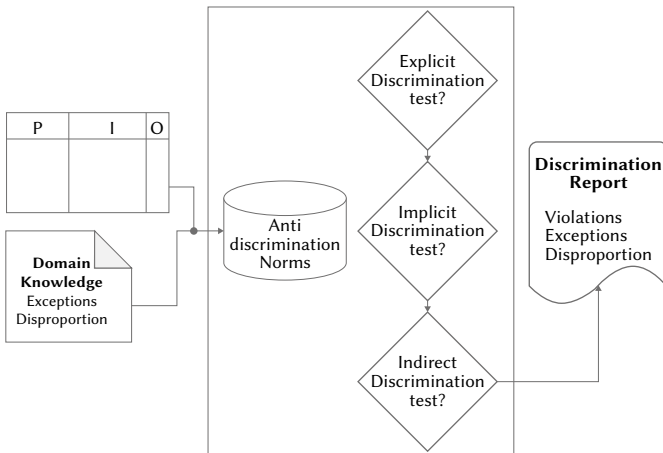 P I O
Domain
Knowledge
Exceptions
Disproportion
Anti
discrimination
Norms
Explicit
Discrimination
test?
Implicit
Discrimination
test?
Indirect
Discrimination
test?
Discrimination
Report
Violations
Exceptions
Disproportion